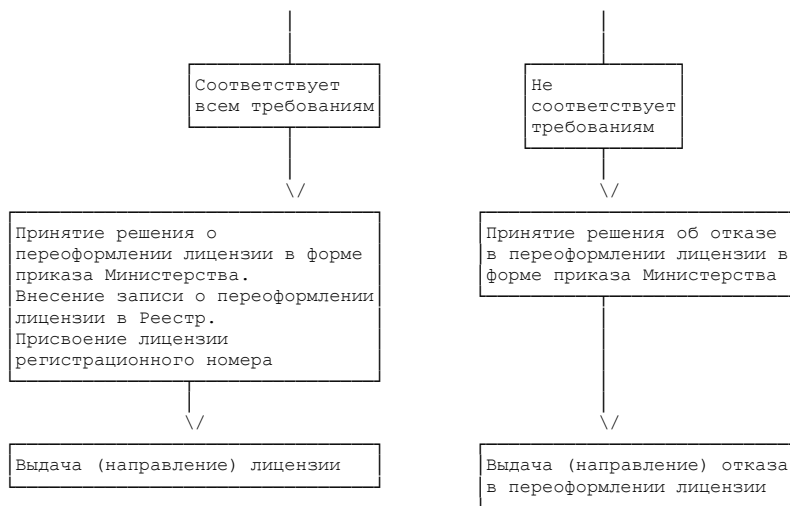 Соответствует
всем требованиям
Не
соответствует
требованиям
Принятие решения о
переоформлении лицензии в форме
приказа Министерства.
Внесение записи о переоформлении
лицензии в Реестр.
Присвоение лицензии
регистрационного номера
Принятие решения об отказе
в переоформлении лицензии в
форме приказа Министерства
Выдача (направление) лицензии
Выдача (направление) отказа
в переоформлении лицензии